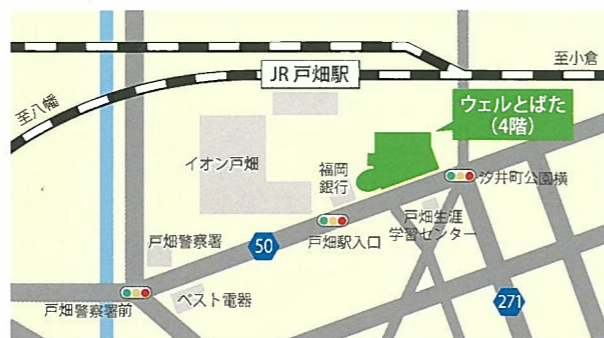 至小倉
JR 戸畑駅
至八幡
ウェルとばた
(4階)
イオン戸畑
福岡
銀行
汐井町公園横
戸畑生涯
学習センター
戸畑警察署
50
戸畑駅入口
271
ベスト電器
戸畑警察署前